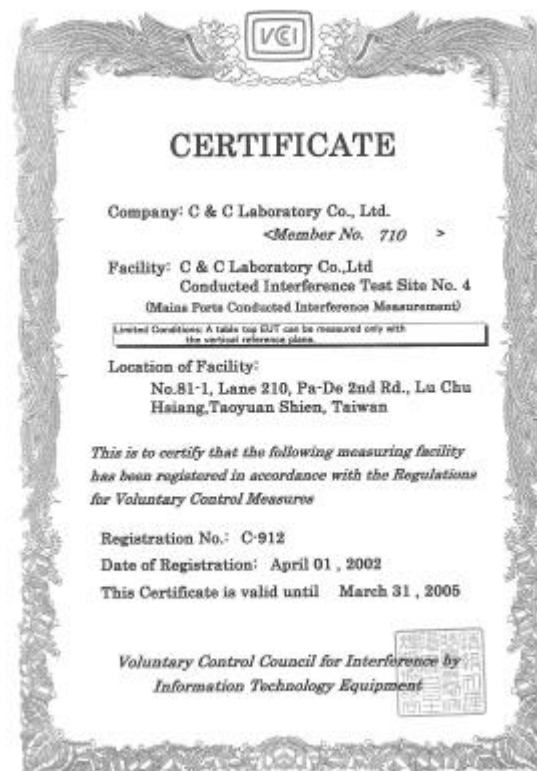 VCCI
CERTIFICATE
Company: C & C Laboratory Co., Ltd.
<Member No. 710 >
Facility: C & C Laboratory Co.,Ltd
Conducted Interference Test Site No. 4
(Mains Ports Conducted Interference Measurement)
Limited Conditions: A table top EUT can be measured only with
the vertical reference plane.
Location of Facility:
No.81-1, Lane 210, Pa-De 2nd Rd., Lu Chu
Hsiang,Taoyuan Shien, Taiwan
This is to certify that the following measuring facility
has been registered in accordance with the Regulations
for Voluntary Control Measures
Registration No.: C-912
Date of Registration: April 01 , 2002
This Certificate is valid until March 31 , 2005
Voluntary Control Council for Interference by
Information Technology Equipment